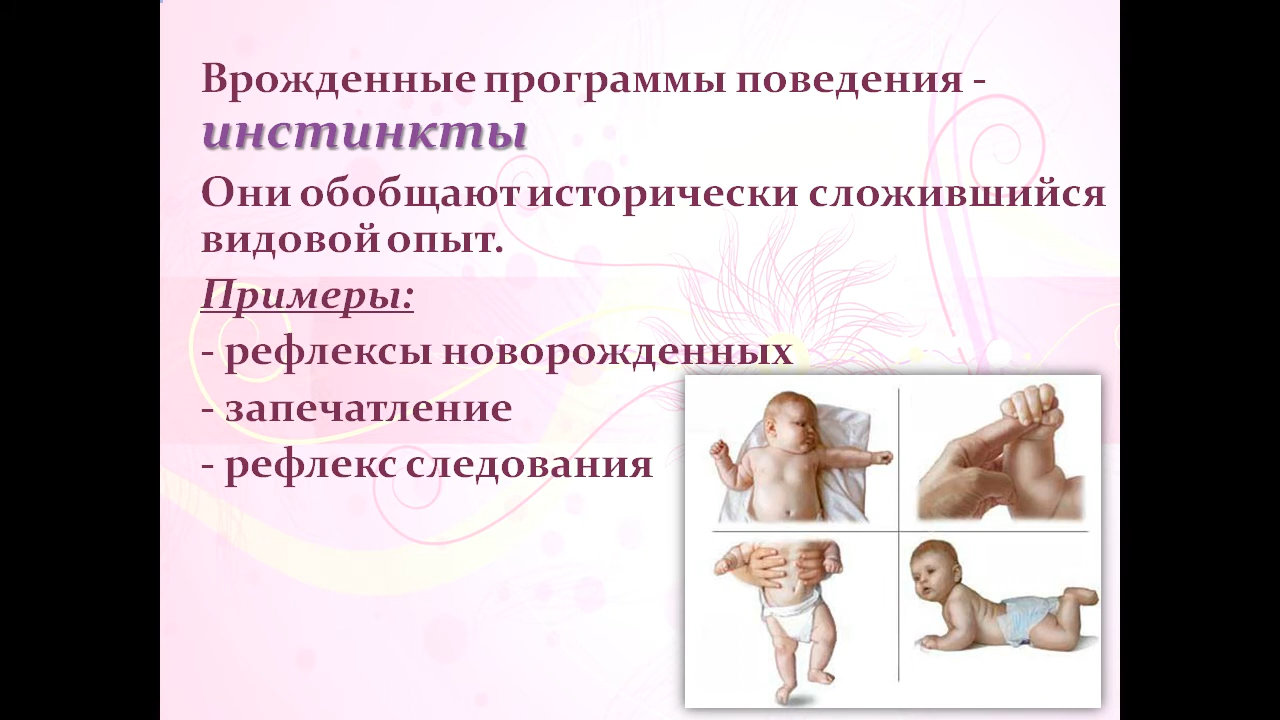 Врожденные программы поведения -
инстинкты
Они обобщают исторически сложившийся
видовой опыт.
Примеры:
- рефлексы новорожденных
- запечатление
- рефлекс следования